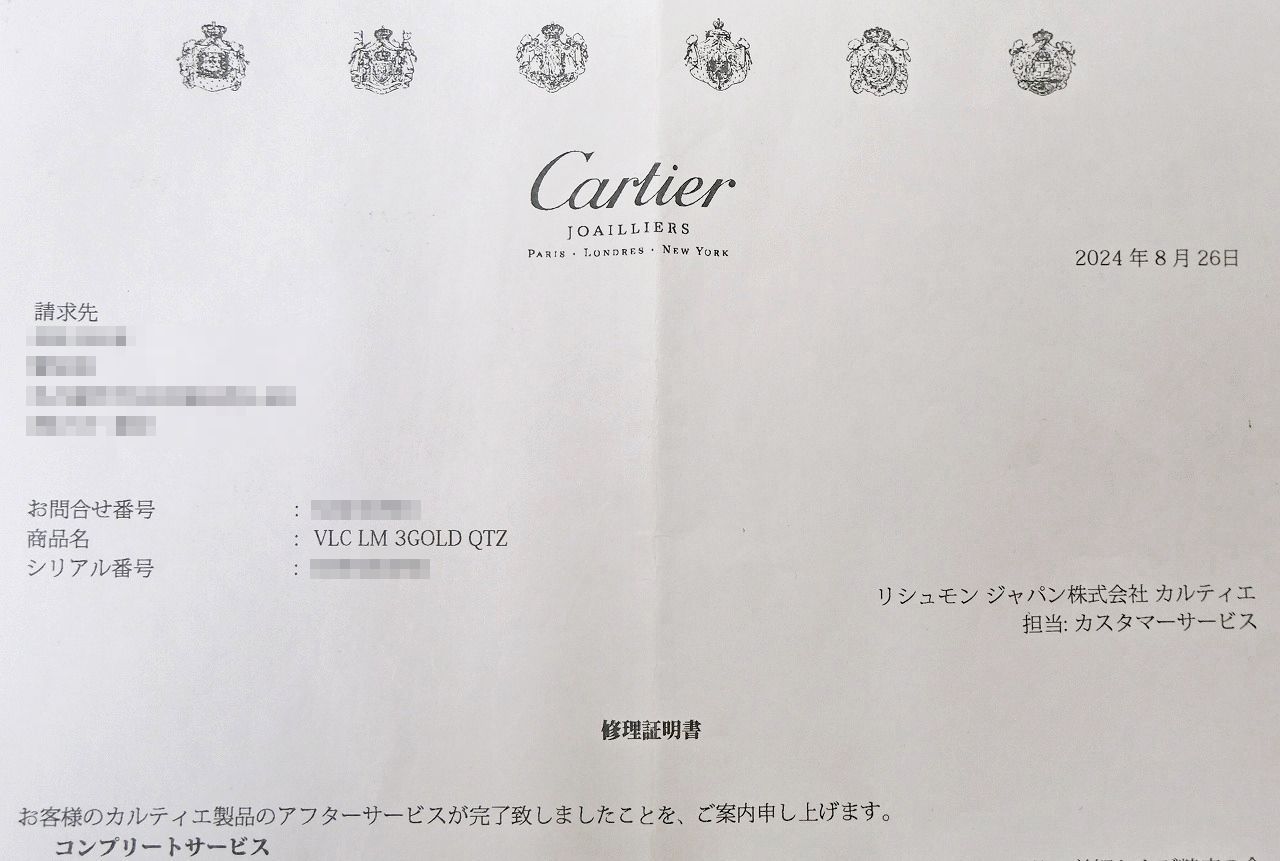 Cartier
JOAILLIERS
PARIS · LONDRES · NEW YORK
2024 年 8 月 26日
請求先
お問合せ番号 :
商品名 : VLC LM 3GOLD QTZ
シリアル番号 :
リシュモン ジャパン株式会社 カルティエ
担当: カスタマーサービス
修理証明書
お客様のカルティエ製品のアフターサービスが完了致しましたことを、ご案内申し上げます。
コンプリートサービス